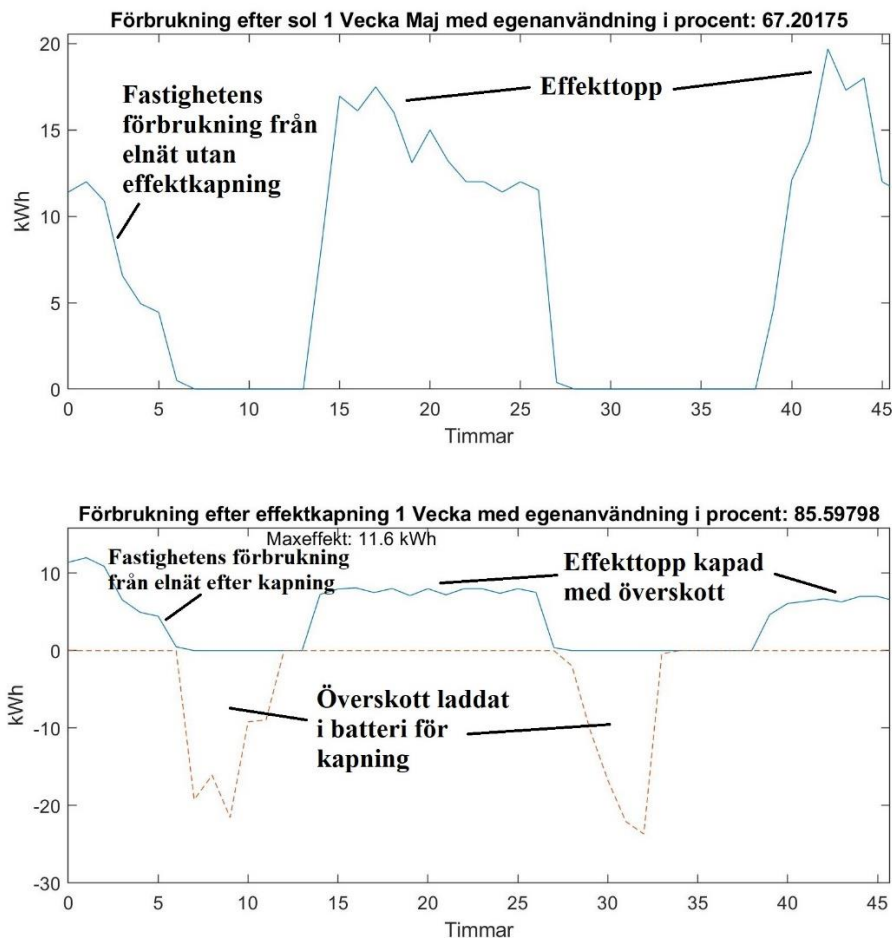 Förbrukning efter sol 1 Vecka Maj med egenanvändning i procent: 67.20175
20
15
10
5
0
kWh
Fastighetens
förbrukning från
elnät utan
effektkapning
Effekttopp
0 5 10 15 20 25 30 35 40 45
Timmar
Förbrukning efter effektkapning 1 Vecka med egenanvändning i procent: 85.59798
Maxeffekt: 11.6 kWh
Fastighetens förbrukning
från elnät efter kapning
Effekttopp kapad
med överskott
10
0
-10
-20
-30
kWh
Överskott laddat
i batteri för
kapning
0 5 10 15 20 25 30 35 40 45
Timmar